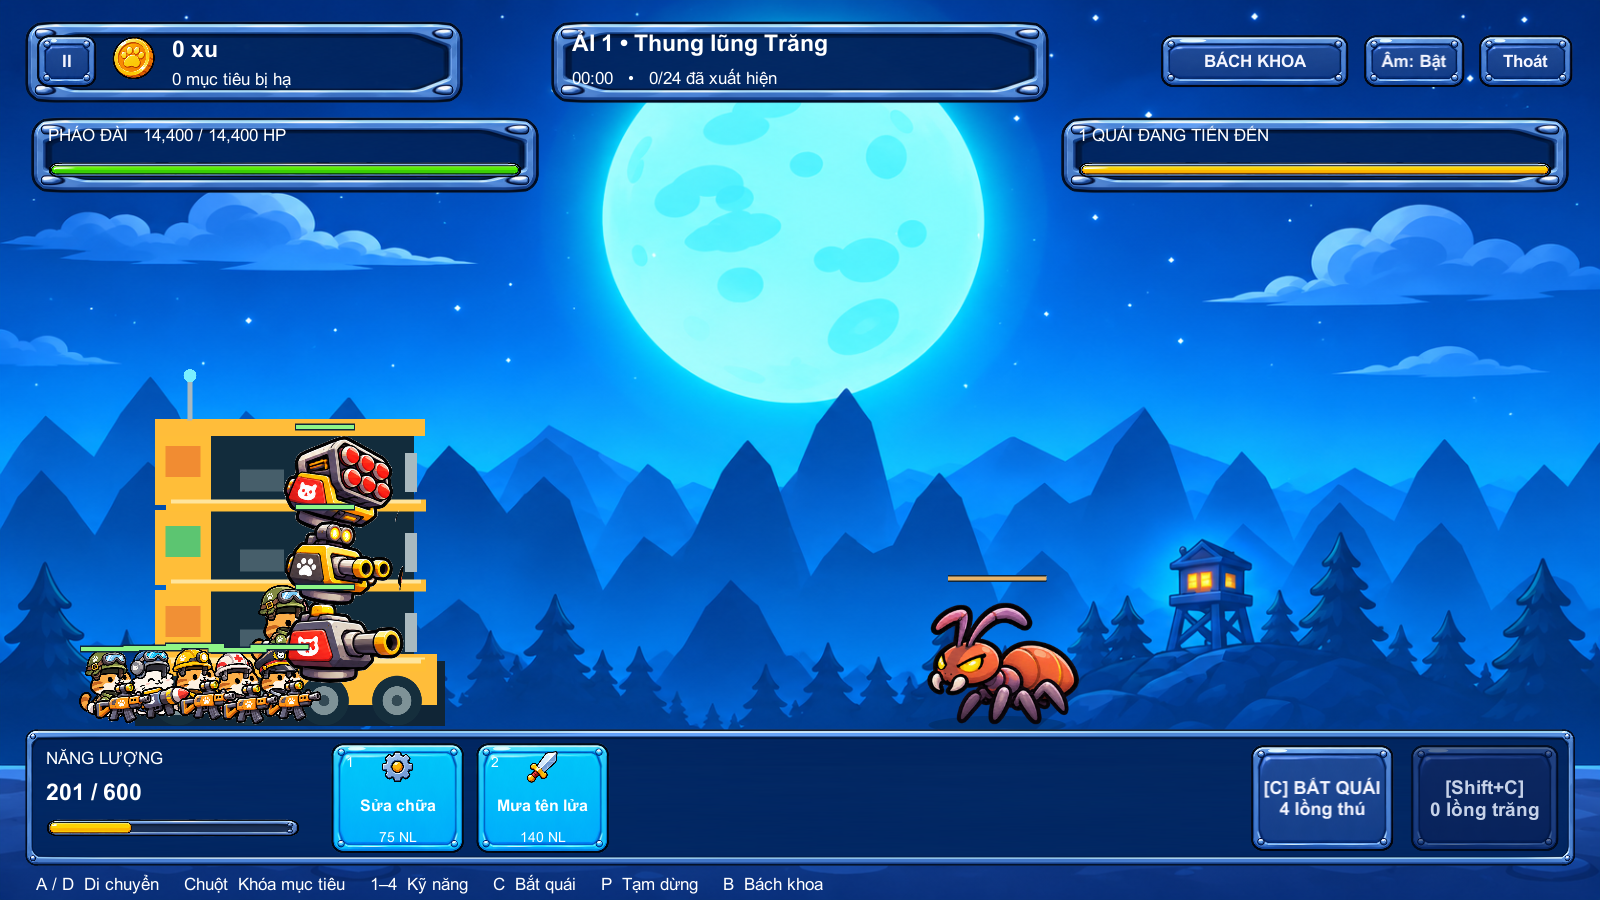 II
0 xu
0 mục tiêu bị hạ
ẢI 1 • Thung lũng Trăng
00:00 • 0/24 đã xuất hiện
BÁCH KHOA
Âm: Bật
Thoát
PHÁO ĐÀI 14,400 / 14,400 HP
1 QUÁI ĐANG TIẾN ĐẾN
NĂNG LƯỢNG
201 / 600
1
Sửa chữa
75 NL
2
Mưa tên lửa
140 NL
[C] BẮT QUÁI
4 lồng thú
[Shift+C]
0 lồng trăng
A / D Di chuyển Chuột Khóa mục tiêu 1–4 Kỹ năng C Bắt quái P Tạm dừng B Bách khoa